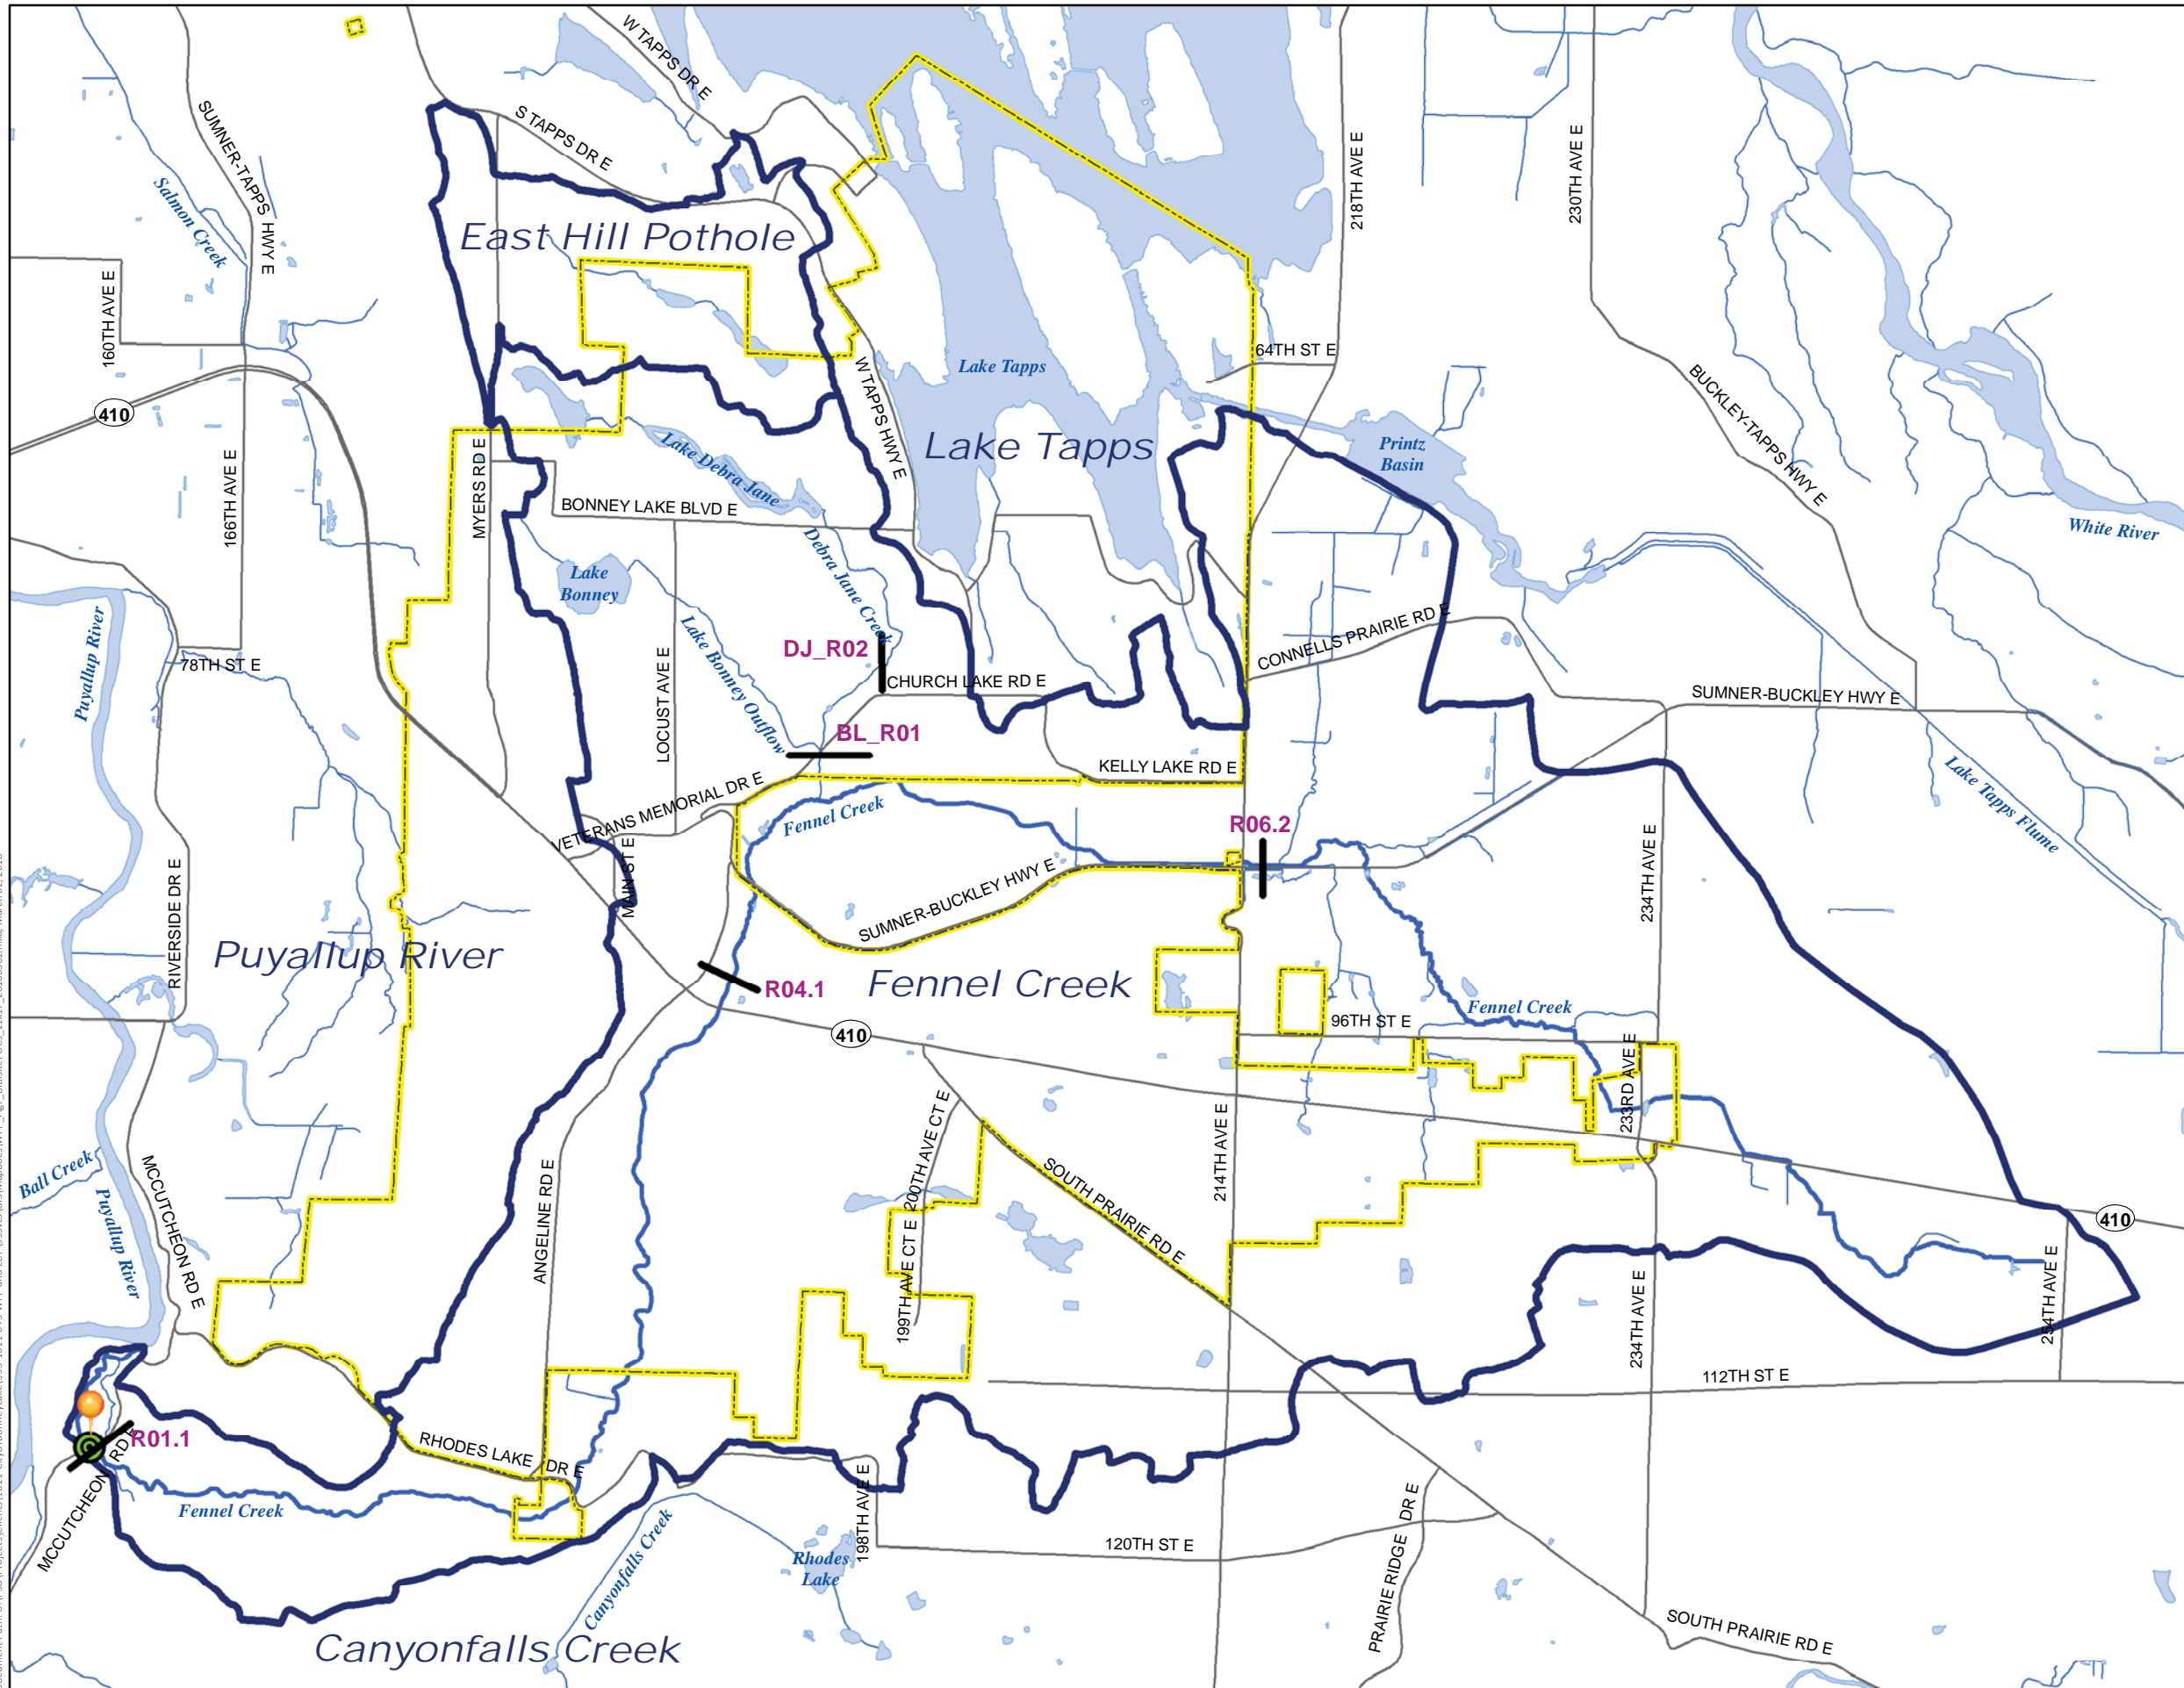 W TAPPS DR E
SUMNER-TAPPS HWY E
S TAPPS DR E
218TH AVE E
230TH AVE E
Salmon Creek
East Hill Pothole
160TH AVE E
64TH ST E
Lake Tapps
W TAPPS HWY E
BUCKLEY-TAPPS HWY E
410
Lake Tapps
Printz
Basin
166TH AVE E
MYERS RD E
Lake Debra Jane
BONNEY LAKE BLVD E
White River
Lake
Bonney
Debra Jane Creek
Puyallup River
78TH ST E
LOCUST AVE E
Lake Bonney Outflow
DJ_R02
CHURCH LAKE RD E
CONNELLS PRAIRIE RD E
SUMNER-BUCKLEY HWY E
BL_R01
KELLY LAKE RD E
VETERANS MEMORIAL DR E
Fennel Creek
R06.2
Lake Tapps Flume
RIVERSIDE DR E
MAIN ST E
SUMNER-BUCKLEY HWY E
234TH AVE E
Puyallup River
R04.1
Fennel Creek
Fennel Creek
410
96TH ST E
233RD AVE E
Ball Creek
Puyallup River
MCCUTCHEON RD E
ANGELINE RD E
200TH AVE CT E
199TH AVE CT E
SOUTH PRAIRIE RD E
214TH AVE E
410
234TH AVE E
254TH AVE E
112TH ST E
R01.1
MCCUTCHEON RD E
RHODES LAKE DR E
Fennel Creek
198TH AVE E
Canyonfalls Creek
Rhodes
Lake
120TH ST E
PRAIRIE RIDGE DR E
SOUTH PRAIRIE RD E
Canyonfalls Creek